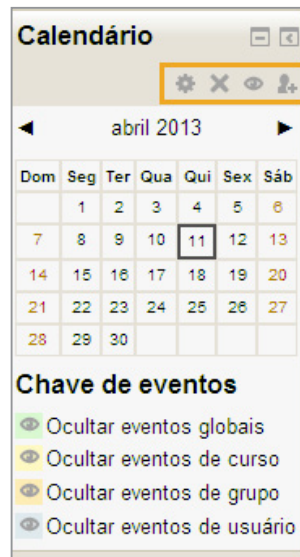 Calendário
abril 2013
Dom Seg Ter Qua Qui Sex Sáb
1 2 3 4 5 6
7 8 9 10 11 12 13
14 15 16 17 18 19 20
21 22 23 24 25 26 27
28 29 30
Chave de eventos
Ocultar eventos globais
Ocultar eventos de curso
Ocultar eventos de grupo
Ocultar eventos de usuário